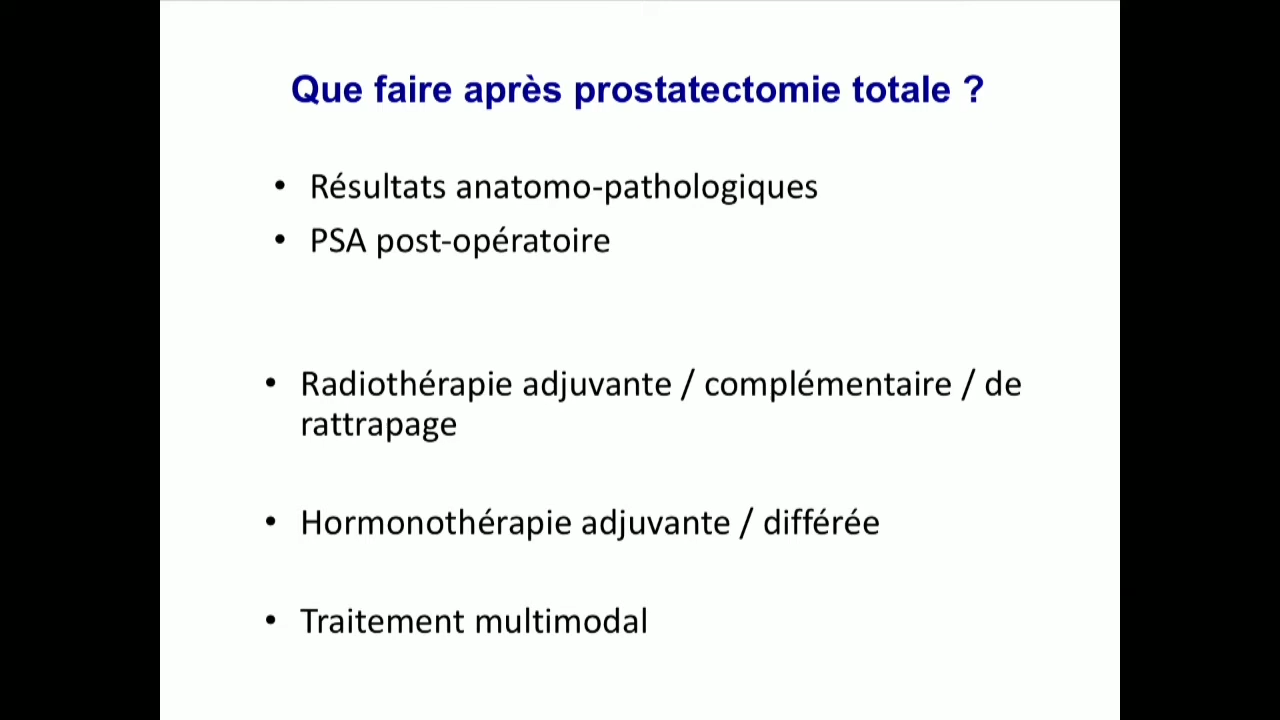 Que faire après prostatectomie totale ?
• Résultats anatomo-pathologiques
• PSA post-opératoire
• Radiothérapie adjuvante / complémentaire / de
rattrapage
• Hormonothérapie adjuvante / différée
• Traitement multimodal